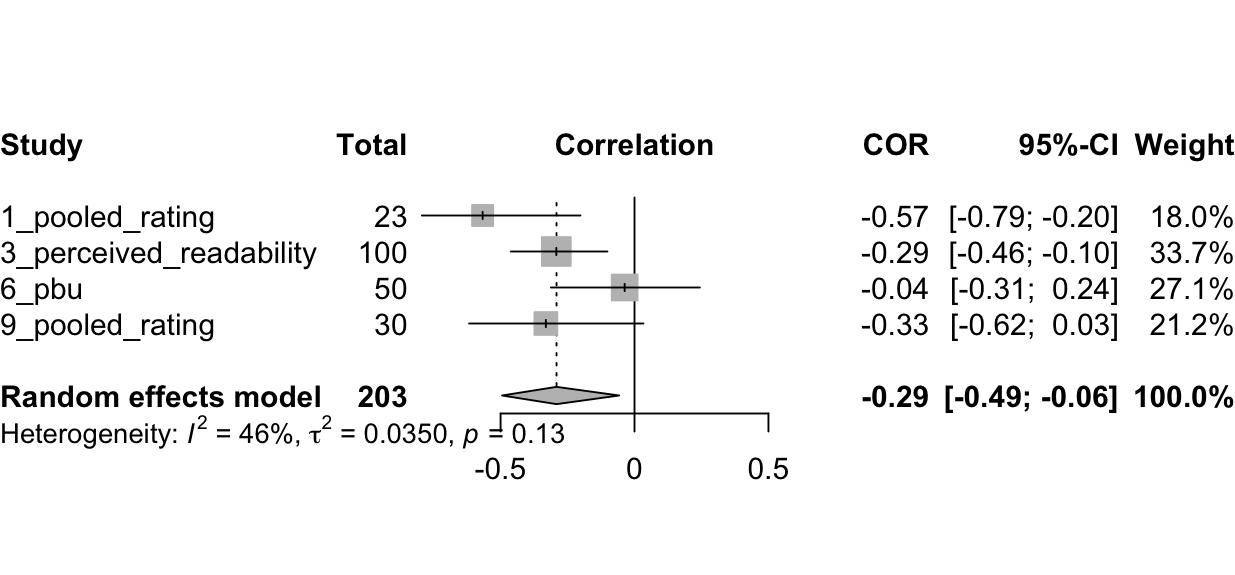 Study Total Correlation COR 95%-CI Weight
1_pooled_rating 23 -0.57 [-0.79; -0.20] 18.0%
3_perceived_readability 100 -0.29 [-0.46; -0.10] 33.7%
6_pbu 50 -0.04 [-0.31; 0.24] 27.1%
9_pooled_rating 30 -0.33 [-0.62; 0.03] 21.2%
Random effects model 203 -0.29 [-0.49; -0.06] 100.0%
Heterogeneity: I² = 46%, τ² = 0.0350, p = 0.13
-0.5 0 0.5